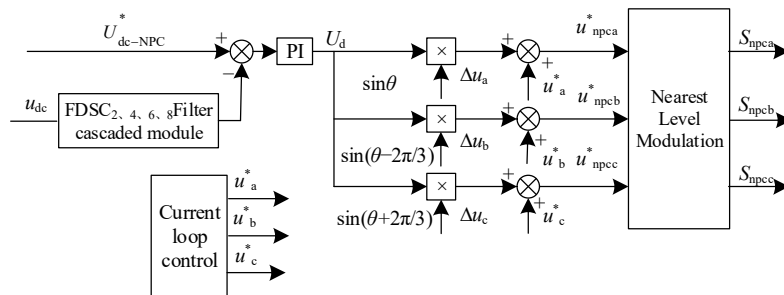 U*dc−NPC
+
−
PI
Ud
×
sinθ
Δua
+
+
u*a
u*npca
Snpca
udc
FDSC2、4、6、8Filter
cascaded module
×
sin(θ−2π/3)
Δub
+
+
u*b
u*npcb
Nearest
Level
Modulation
Snpcb
×
sin(θ+2π/3)
Δuc
+
+
u*c
u*npcc
Snpcc
Current
loop
control
u*a
u*b
u*c